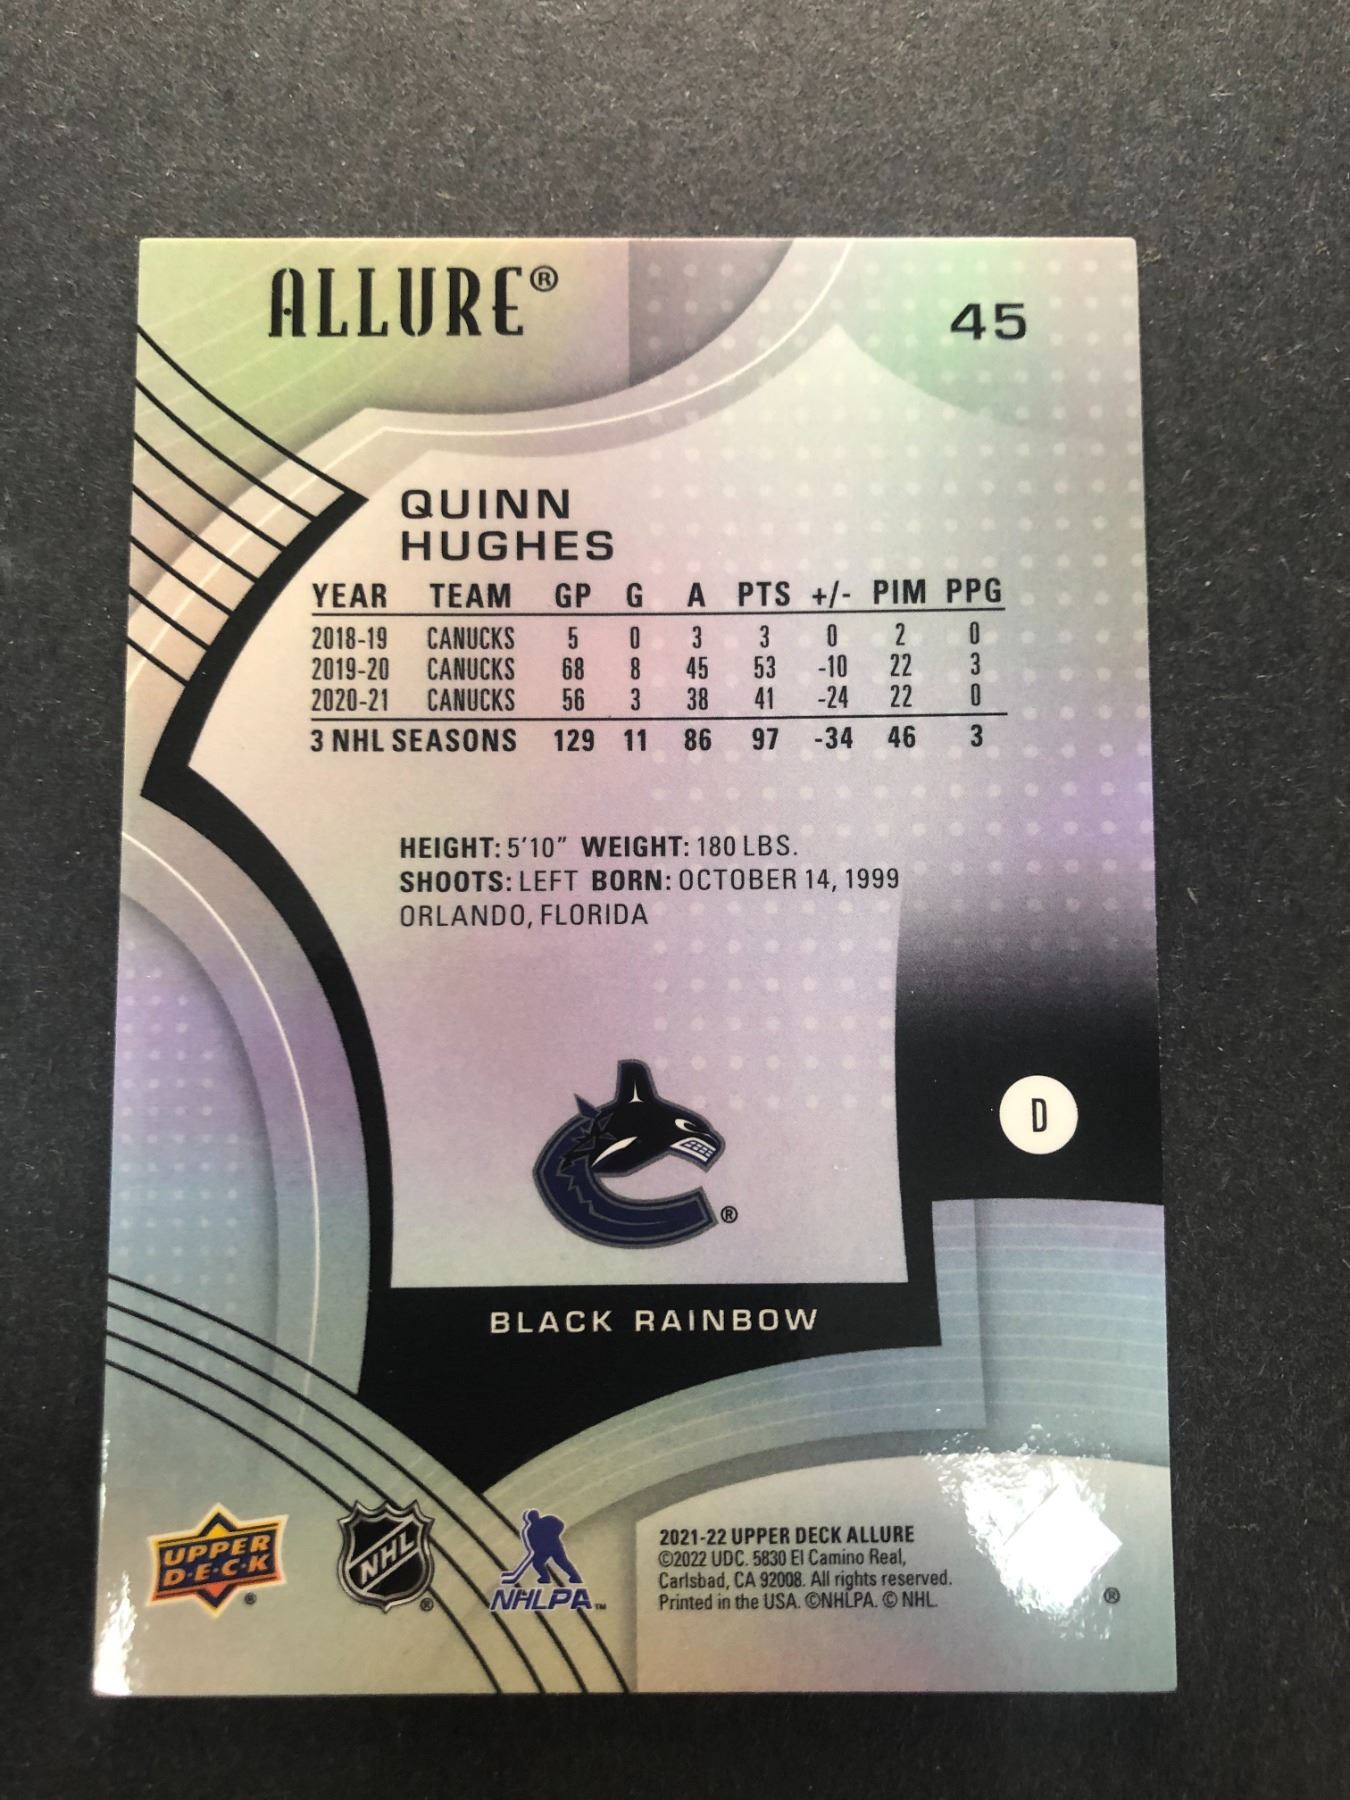 ALLURE®
45
QUINN
HUGHES
YEAR TEAM GP G A PTS +/- PIM PPG
2018-19 CANUCKS 5 0 3 3 0 2 0
2019-20 CANUCKS 68 8 45 53 -10 22 3
2020-21 CANUCKS 56 3 38 41 -24 22 0
3 NHL SEASONS 129 11 86 97 -34 46 3
HEIGHT: 5'10" WEIGHT: 180 LBS.
SHOOTS: LEFT BORN: OCTOBER 14, 1999
ORLANDO, FLORIDA
D
®
BLACK RAINBOW
UPPER
D·E·C·K
®
NHL
®
NHLPA™
2021-22 UPPER DECK ALLURE
©2022 UDC. 5830 El Camino Real,
Carlsbad, CA 92008. All rights reserved.
Printed in the USA. ©NHLPA. © NHL.
®